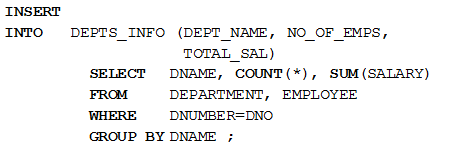 INSERT
INTO DEPTS_INFO (DEPT_NAME, NO_OF_EMPS,
TOTAL_SAL)
SELECT DNAME, COUNT(*), SUM(SALARY)
FROM DEPARTMENT, EMPLOYEE
WHERE DNUMBER=DNO
GROUP BY DNAME ;